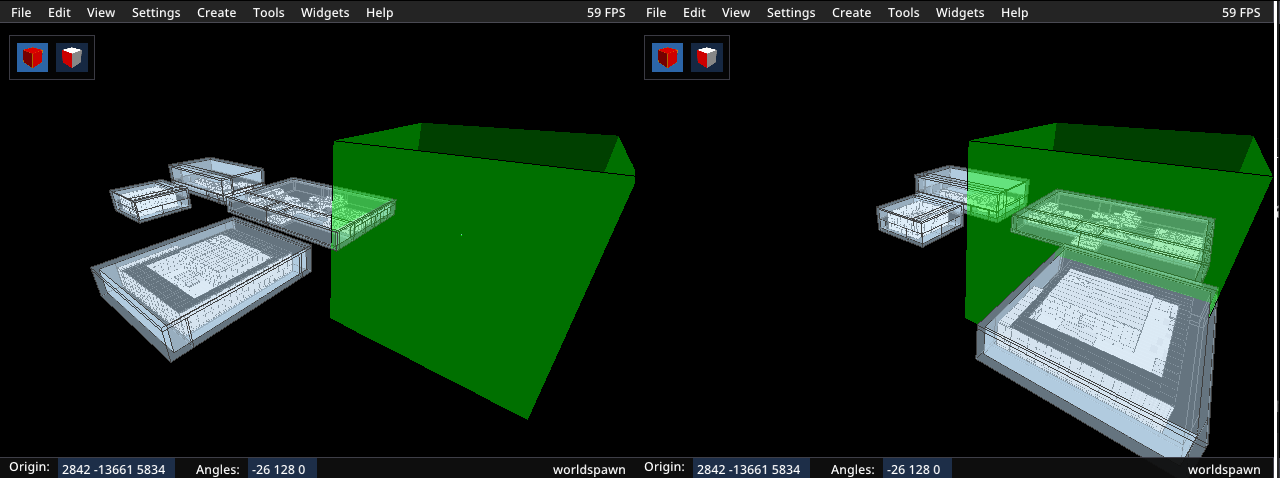 File Edit View Settings Create Tools Widgets Help 59 FPS
File Edit View Settings Create Tools Widgets Help 59 FPS
Origin: 2842 -13661 5834 Angles: -26 128 0 worldspawn
Origin: 2842 -13661 5834 Angles: -26 128 0 worldspawn